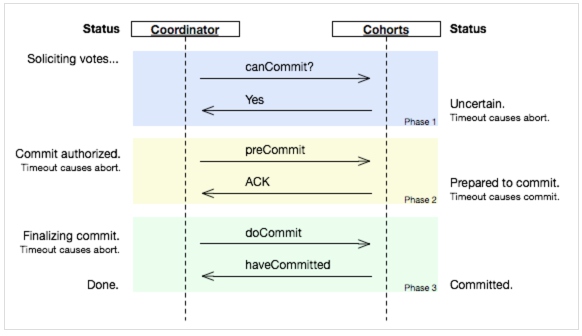 Status Coordinator Cohorts Status
Soliciting votes...
canCommit?
Yes
Uncertain.
Timeout causes abort.
Phase 1
Commit authorized.
Timeout causes abort.
preCommit
ACK
Prepared to commit.
Timeout causes commit.
Phase 2
Finalizing commit.
Timeout causes abort.
doCommit
haveCommitted
Done.
Phase 3
Committed.